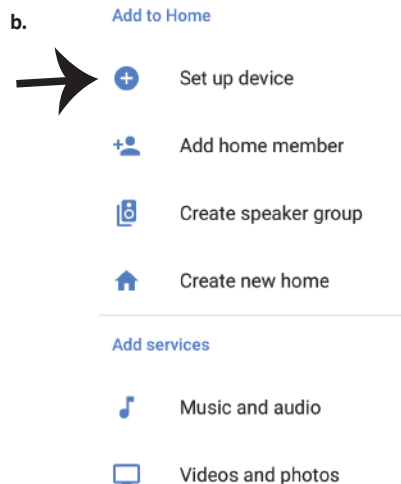 b.
Add to Home
Set up device
Add home member
Create speaker group
Create new home
Add services
Music and audio
Videos and photos